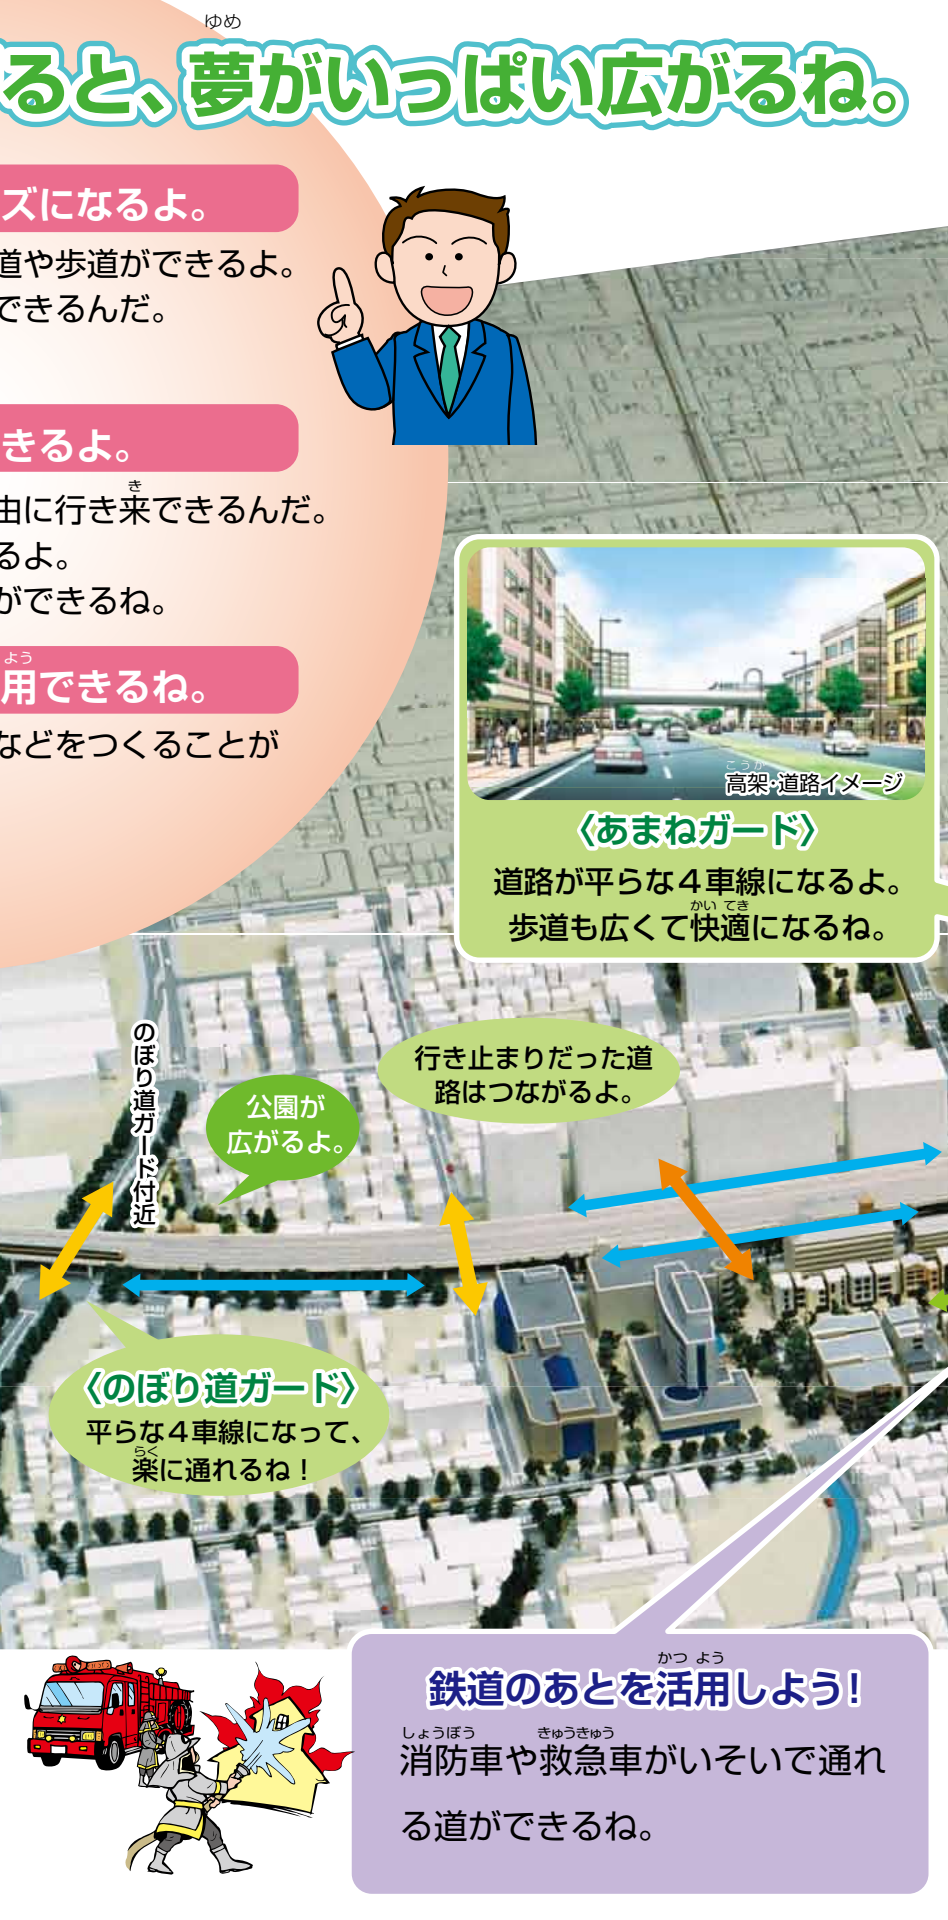 ると、夢がいっぱい広がるね。
ゆめ
ズになるよ。
道や歩道ができるよ。
できるんだ。
きるよ。
き
由に行き来できるんだ。
るよ。
ができるね。
よう
用できるね。
などをつくることが
こうか
高架・道路イメージ
〈あまねガード〉
道路が平らな４車線になるよ。
かいてき
歩道も広くて快適になるね。
のぼり道ガード付近
公園が
広がるよ。
行き止まりだった道
路はつながるよ。
〈のぼり道ガード〉
平らな４車線になって、
らく
楽に通れるね！
かつ よう
鉄道のあとを活用しよう！
しょうぼう きゅうきゅう
消防車や救急車がいそいで通れ
る道ができるね。